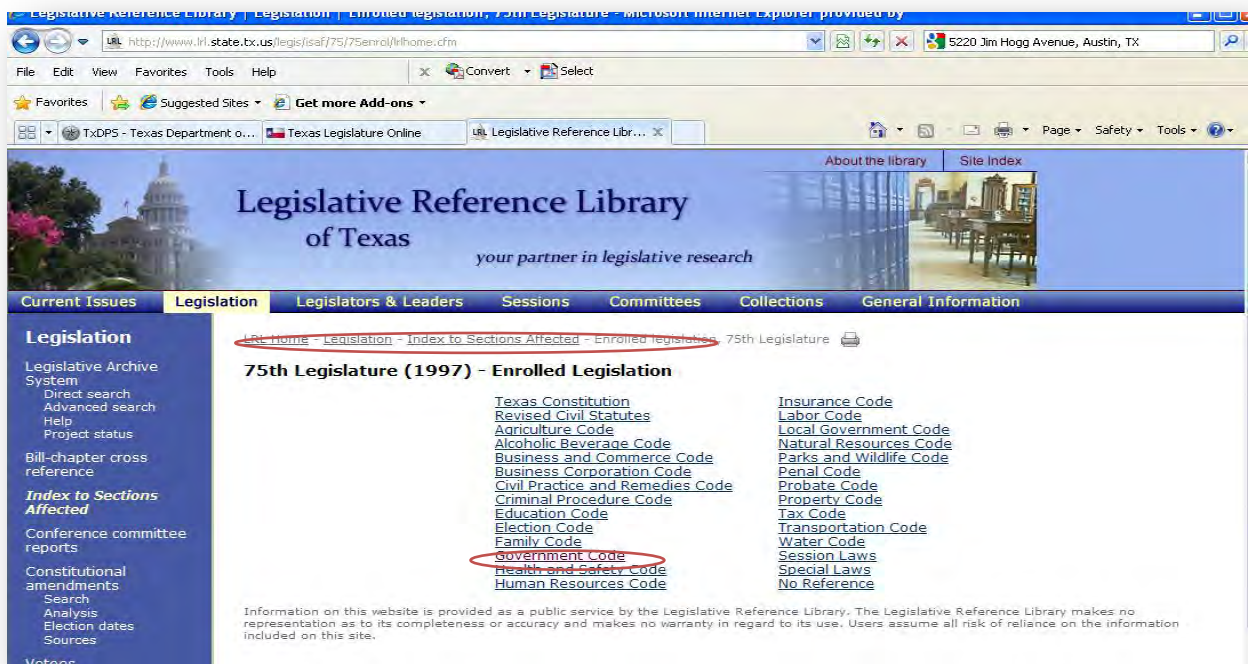 Legislative Reference Library | Legislation | Enrolled legislation, 75th Legislature - Microsoft Internet Explorer provided by
http://www.lrl.state.tx.us/legis/isaf/75/75enrol/lrlhome.cfm
5220 Jim Hogg Avenue, Austin, TX
File Edit View Favorites Tools Help x Convert Select
Favorites Suggested Sites Get more Add-ons
TxDPS - Texas Department o... Texas Legislature Online LRL Legislative Reference Libr... X Page Safety Tools
About the library Site Index
Legislative Reference Library
of Texas
your partner in legislative research
Current Issues Legislation Legislators & Leaders Sessions Committees Collections General Information
Legislation
Legislative Archive
System
Direct search
Advanced search
Help
Project status
Bill-chapter cross
reference
Index to Sections
Affected
Conference committee
reports
Constitutional
amendments
Search
Analysis
Election dates
Sources
Vetoes
LRL Home - Legislation - Index to Sections Affected - Enrolled legislation, 75th Legislature
75th Legislature (1997) - Enrolled Legislation
Texas Constitution
Revised Civil Statutes
Agriculture Code
Alcoholic Beverage Code
Business and Commerce Code
Business Corporation Code
Civil Practice and Remedies Code
Criminal Procedure Code
Education Code
Election Code
Family Code
Government Code
Health and Safety Code
Human Resources Code
Insurance Code
Labor Code
Local Government Code
Natural Resources Code
Parks and Wildlife Code
Penal Code
Probate Code
Property Code
Tax Code
Transportation Code
Water Code
Session Laws
Special Laws
No Reference
Information on this website is provided as a public service by the Legislative Reference Library. The Legislative Reference Library makes no
representation as to its completeness or accuracy and makes no warranty in regard to its use. Users assume all risk of reliance on the information
included on this site.